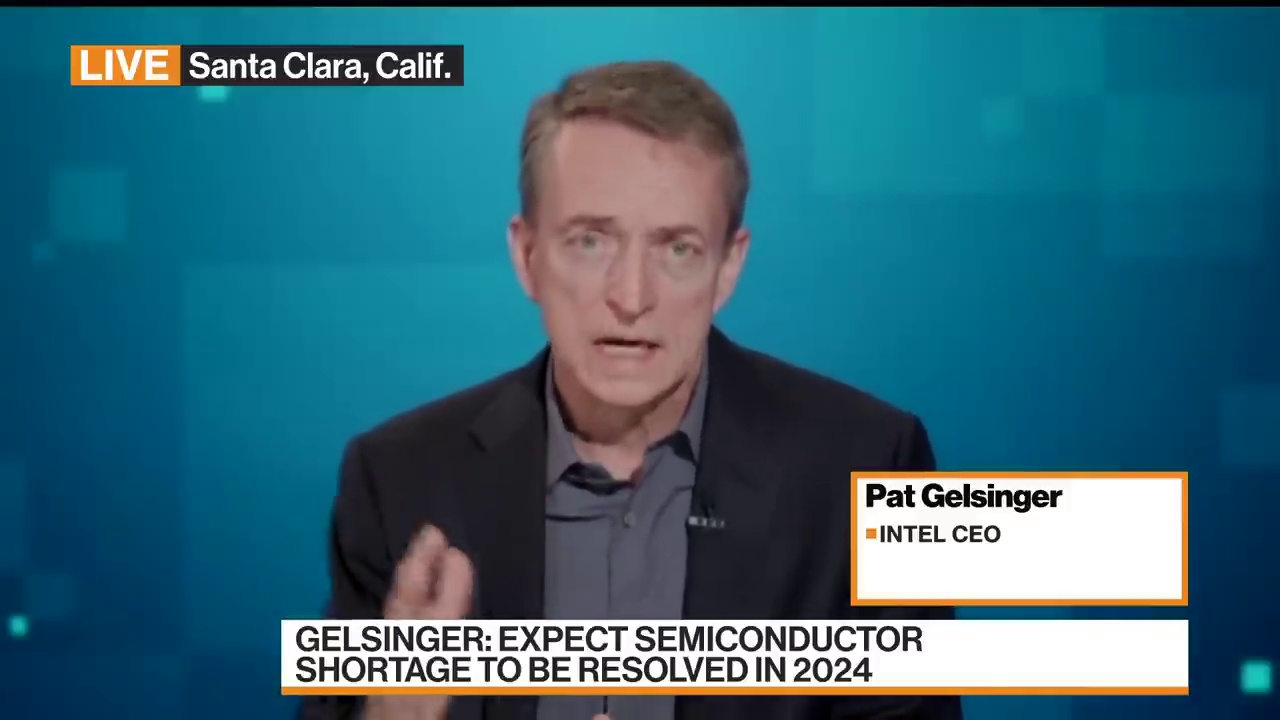 LIVE Santa Clara, Calif.
Pat Gelsinger
INTEL CEO
GELSINGER: EXPECT SEMICONDUCTOR
SHORTAGE TO BE RESOLVED IN 2024